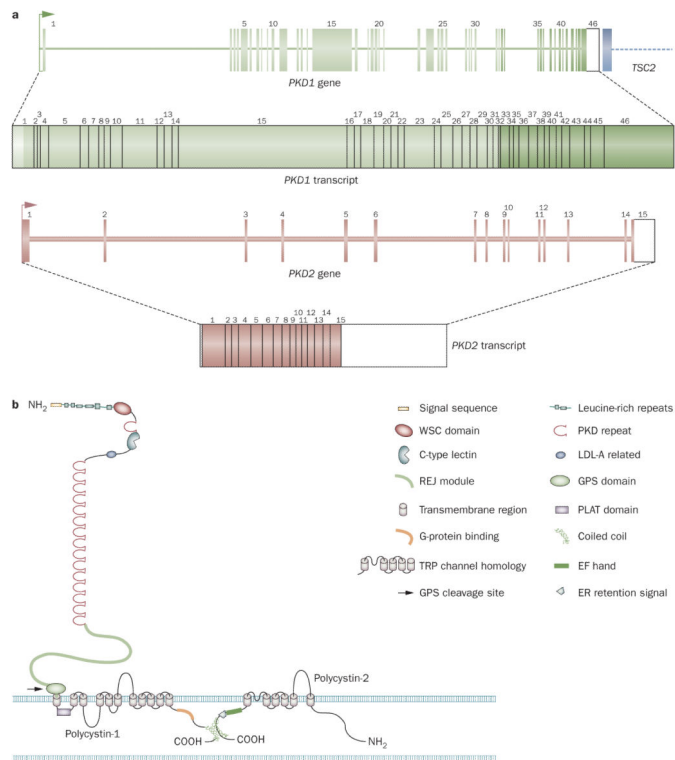 a
1 5 10 15 20 25 30 35 40 46
PKD1 gene
TSC2
1 2 3 4 5 6 7 8 9 10 11 12 13 14 15 16 17 18 19 20 21 22 23 24 25 26 27 28 29 30 31 32 33 34 35 36 37 38 39 40 41 42 43 44 45 46
PKD1 transcript
1 2 3 4 5 6 7 8 9 10 11 12 13 14 15
PKD2 gene
1 2 3 4 5 6 7 8 9 10 11 12 13 14 15
PKD2 transcript
b
NH2
Signal sequence
Leucine-rich repeats
WSC domain
PKD repeat
C-type lectin
LDL-A related
REJ module
GPS domain
Transmembrane region
PLAT domain
G-protein binding
Coiled coil
TRP channel homology
EF hand
GPS cleavage site
ER retention signal
Polycystin-2
Polycystin-1
COOH
COOH
NH2